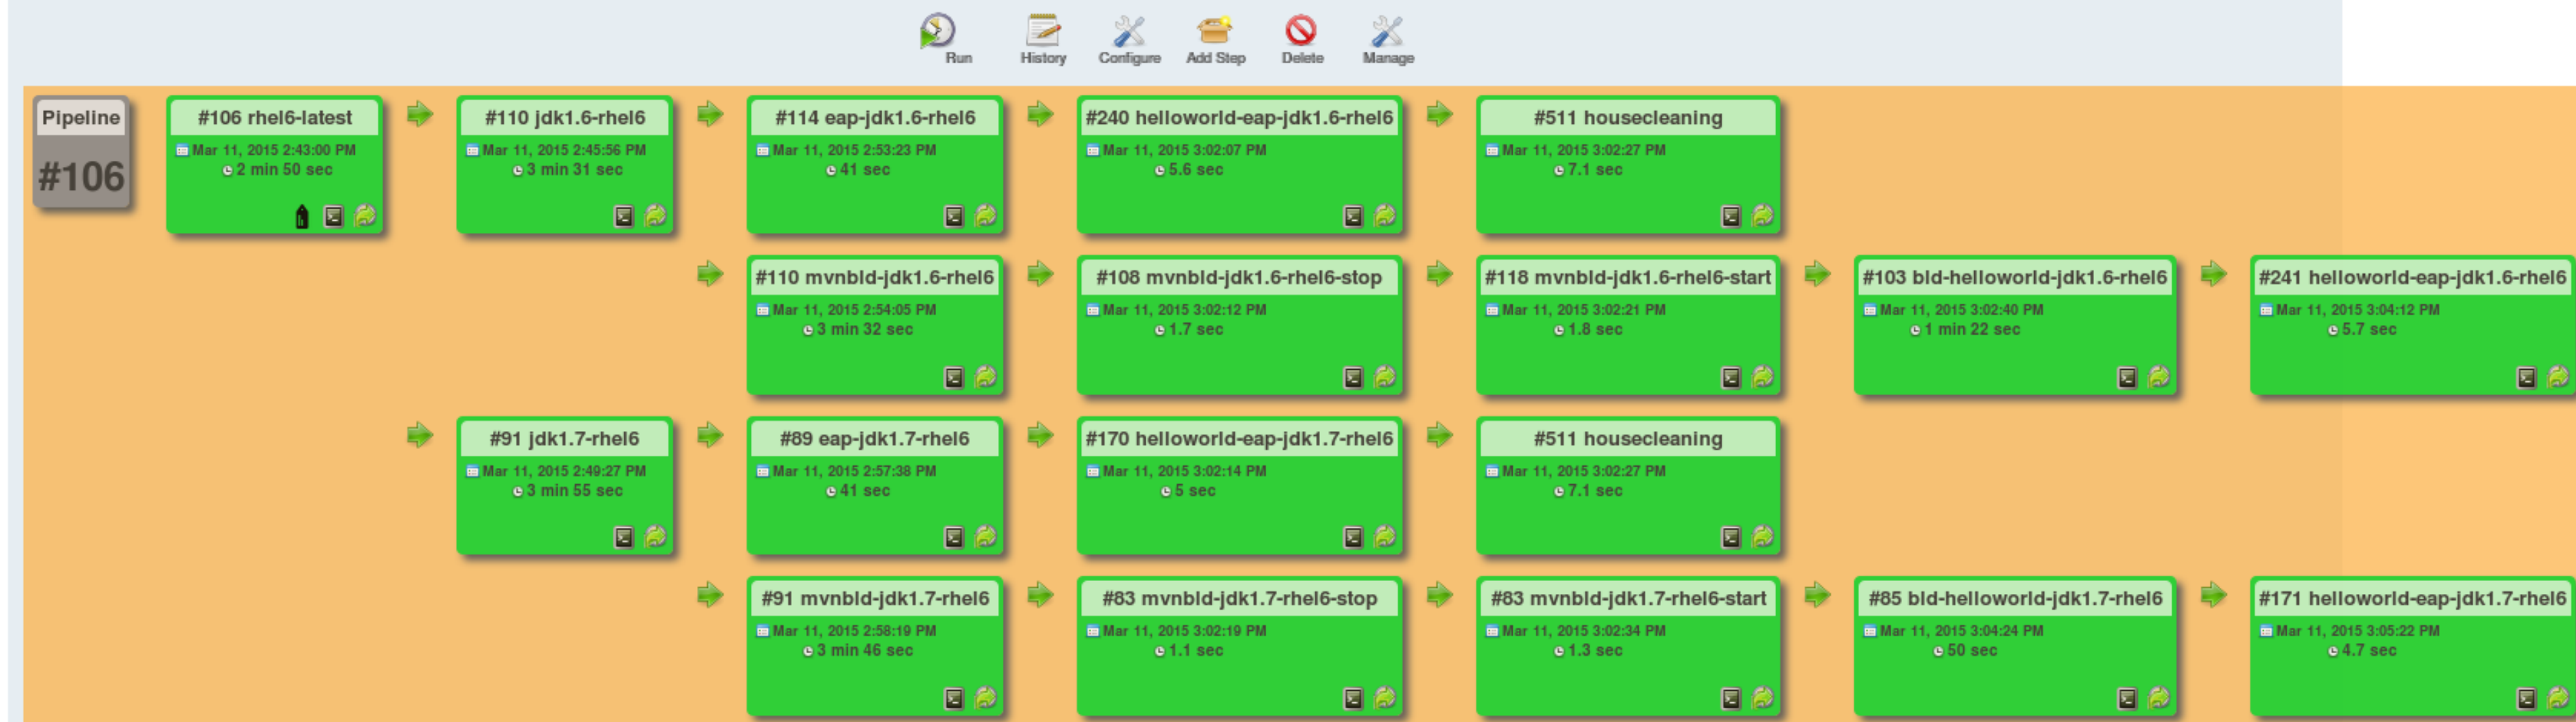 Run
History
Configure
Add Step
Delete
Manage
Pipeline
#106
#106 rhel6-latest
Mar 11, 2015 2:43:00 PM
2 min 50 sec
#110 jdk1.6-rhel6
Mar 11, 2015 2:45:56 PM
3 min 31 sec
#114 eap-jdk1.6-rhel6
Mar 11, 2015 2:53:23 PM
41 sec
#240 helloworld-eap-jdk1.6-rhel6
Mar 11, 2015 3:02:07 PM
5.6 sec
#511 housecleaning
Mar 11, 2015 3:02:27 PM
7.1 sec
#110 mvnbld-jdk1.6-rhel6
Mar 11, 2015 2:54:05 PM
3 min 32 sec
#108 mvnbld-jdk1.6-rhel6-stop
Mar 11, 2015 3:02:12 PM
1.7 sec
#118 mvnbld-jdk1.6-rhel6-start
Mar 11, 2015 3:02:21 PM
1.8 sec
#103 bld-helloworld-jdk1.6-rhel6
Mar 11, 2015 3:02:40 PM
1 min 22 sec
#241 helloworld-eap-jdk1.6-rhel6
Mar 11, 2015 3:04:12 PM
5.7 sec
#91 jdk1.7-rhel6
Mar 11, 2015 2:49:27 PM
3 min 55 sec
#89 eap-jdk1.7-rhel6
Mar 11, 2015 2:57:38 PM
41 sec
#170 helloworld-eap-jdk1.7-rhel6
Mar 11, 2015 3:02:14 PM
5 sec
#511 housecleaning
Mar 11, 2015 3:02:27 PM
7.1 sec
#91 mvnbld-jdk1.7-rhel6
Mar 11, 2015 2:58:19 PM
3 min 46 sec
#83 mvnbld-jdk1.7-rhel6-stop
Mar 11, 2015 3:02:19 PM
1.1 sec
#83 mvnbld-jdk1.7-rhel6-start
Mar 11, 2015 3:02:34 PM
1.3 sec
#85 bld-helloworld-jdk1.7-rhel6
Mar 11, 2015 3:04:24 PM
50 sec
#171 helloworld-eap-jdk1.7-rhel6
Mar 11, 2015 3:05:22 PM
4.7 sec